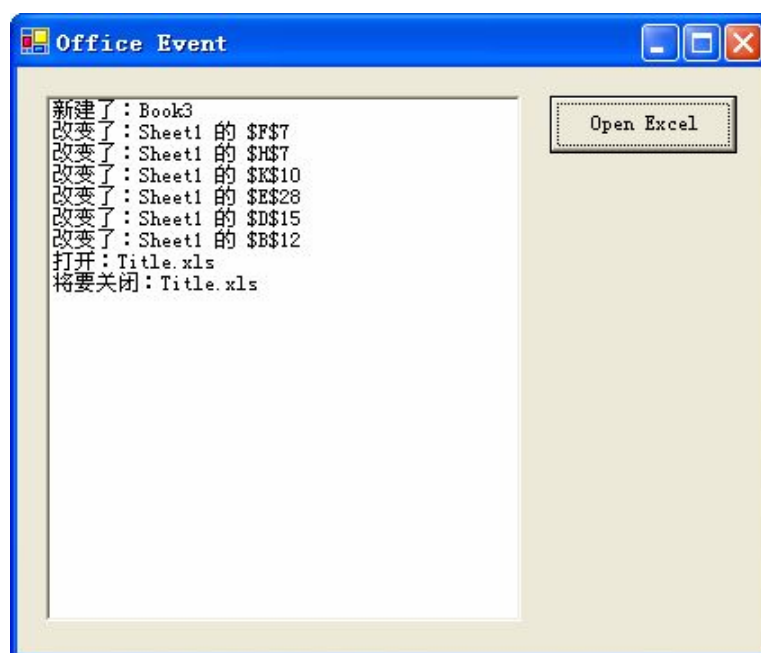 Office Event
新建了：Book3
改变了：Sheet1 的 $F$7
改变了：Sheet1 的 $H$7
改变了：Sheet1 的 $K$10
改变了：Sheet1 的 $E$28
改变了：Sheet1 的 $D$15
改变了：Sheet1 的 $B$12
打开：Title.xls
将要关闭：Title.xls
Open Excel